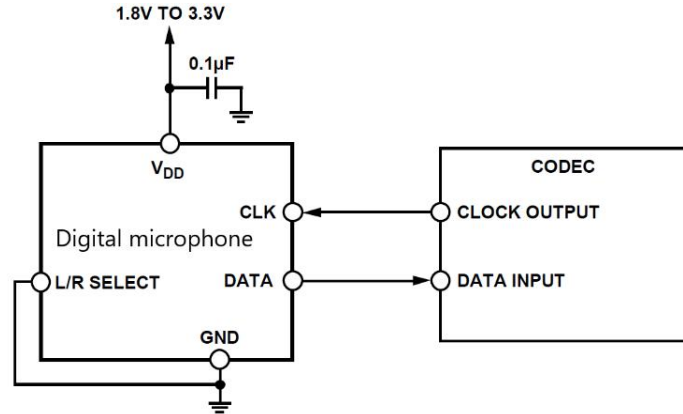 1.8V TO 3.3V
0.1µF
VDD
CODEC
CLK
CLOCK OUTPUT
Digital microphone
L/R SELECT
DATA
DATA INPUT
GND